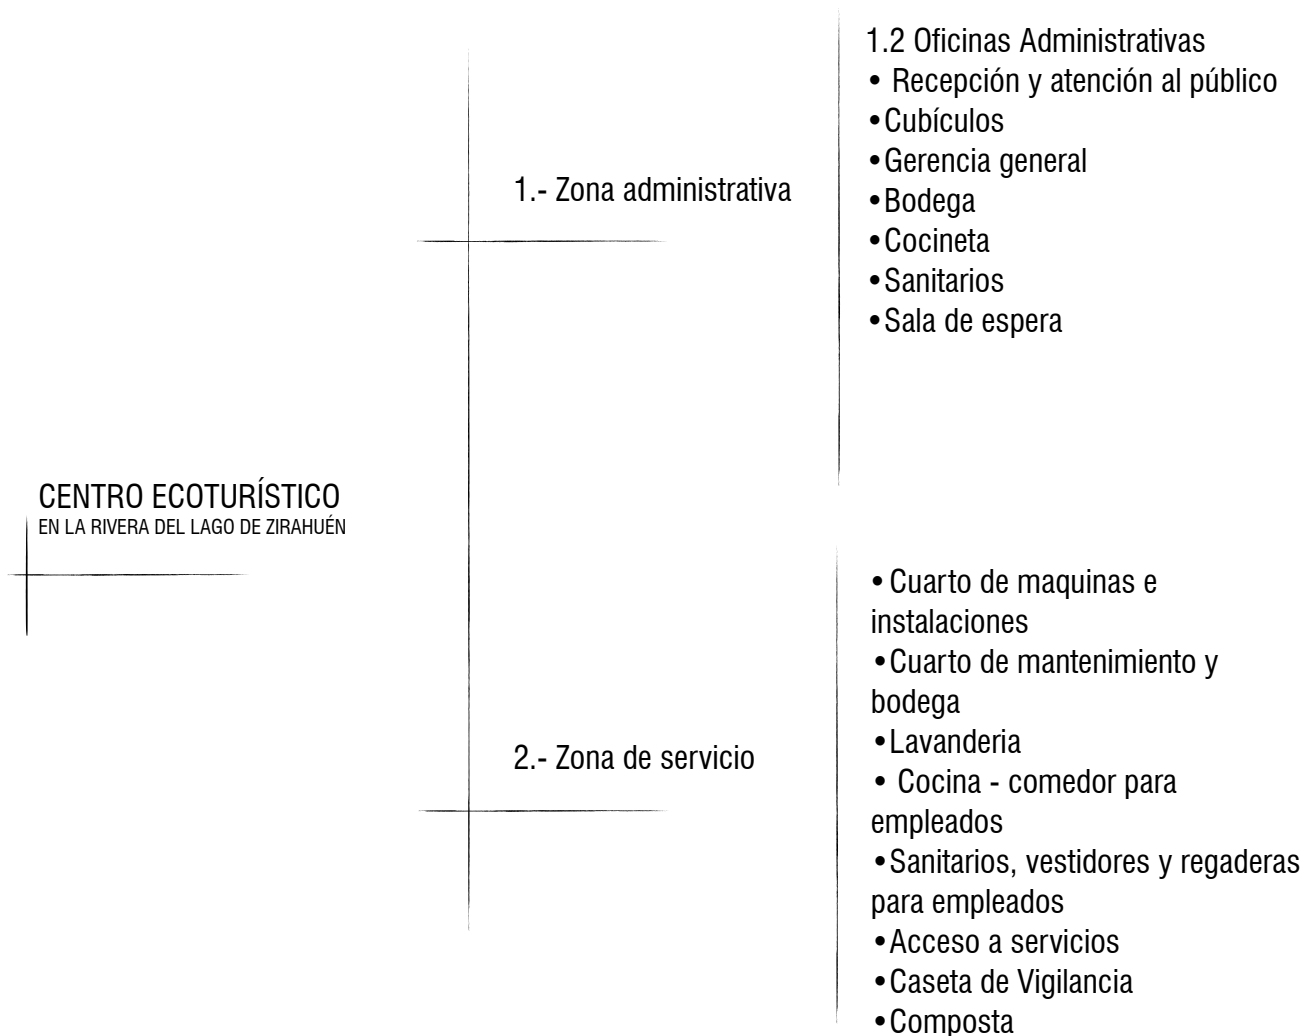 CENTRO ECOTURÍSTICO
EN LA RIVERA DEL LAGO DE ZIRAHUÉN
1.- Zona administrativa
1.2 Oficinas Administrativas
• Recepción y atención al público
•Cubículos
•Gerencia general
•Bodega
•Cocineta
•Sanitarios
•Sala de espera
2.- Zona de servicio
•Cuarto de maquinas e
instalaciones
•Cuarto de mantenimiento y
bodega
•Lavanderia
• Cocina - comedor para
empleados
•Sanitarios, vestidores y regaderas
para empleados
•Acceso a servicios
•Caseta de Vigilancia
•Composta